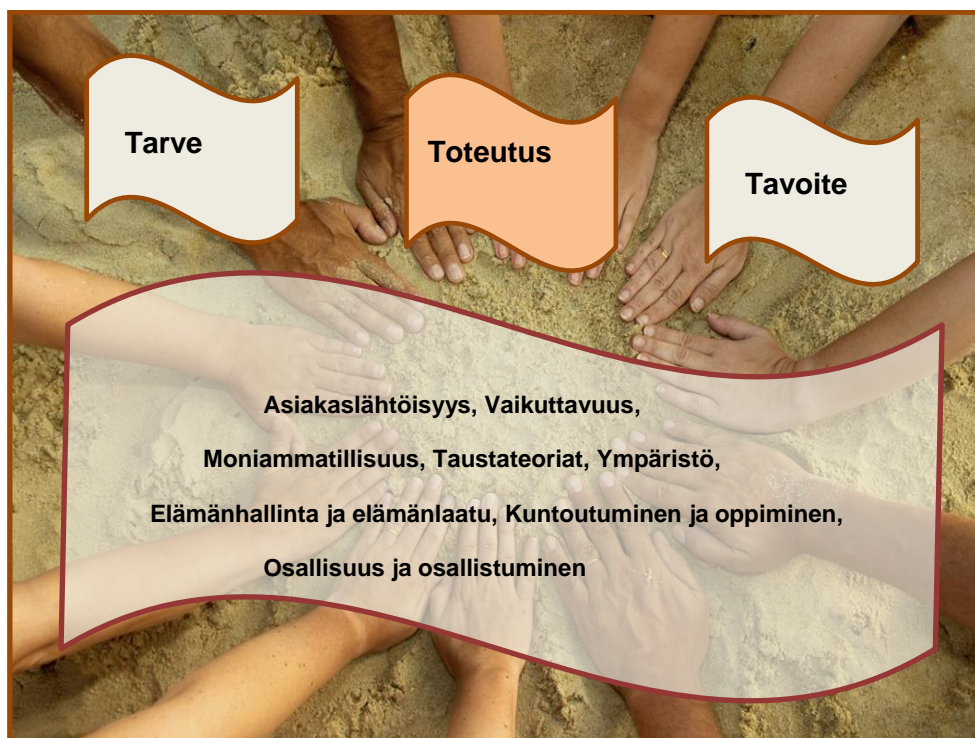 Tarve
Toteutus
Tavoite
Asiakaslähtöisyys, Vaikuttavuus,
Moniammatillisuus, Taustateoriat, Ympäristö,
Elämänhallinta ja elämänlaatu, Kuntoutuminen ja oppiminen,
Osallisuus ja osallistuminen